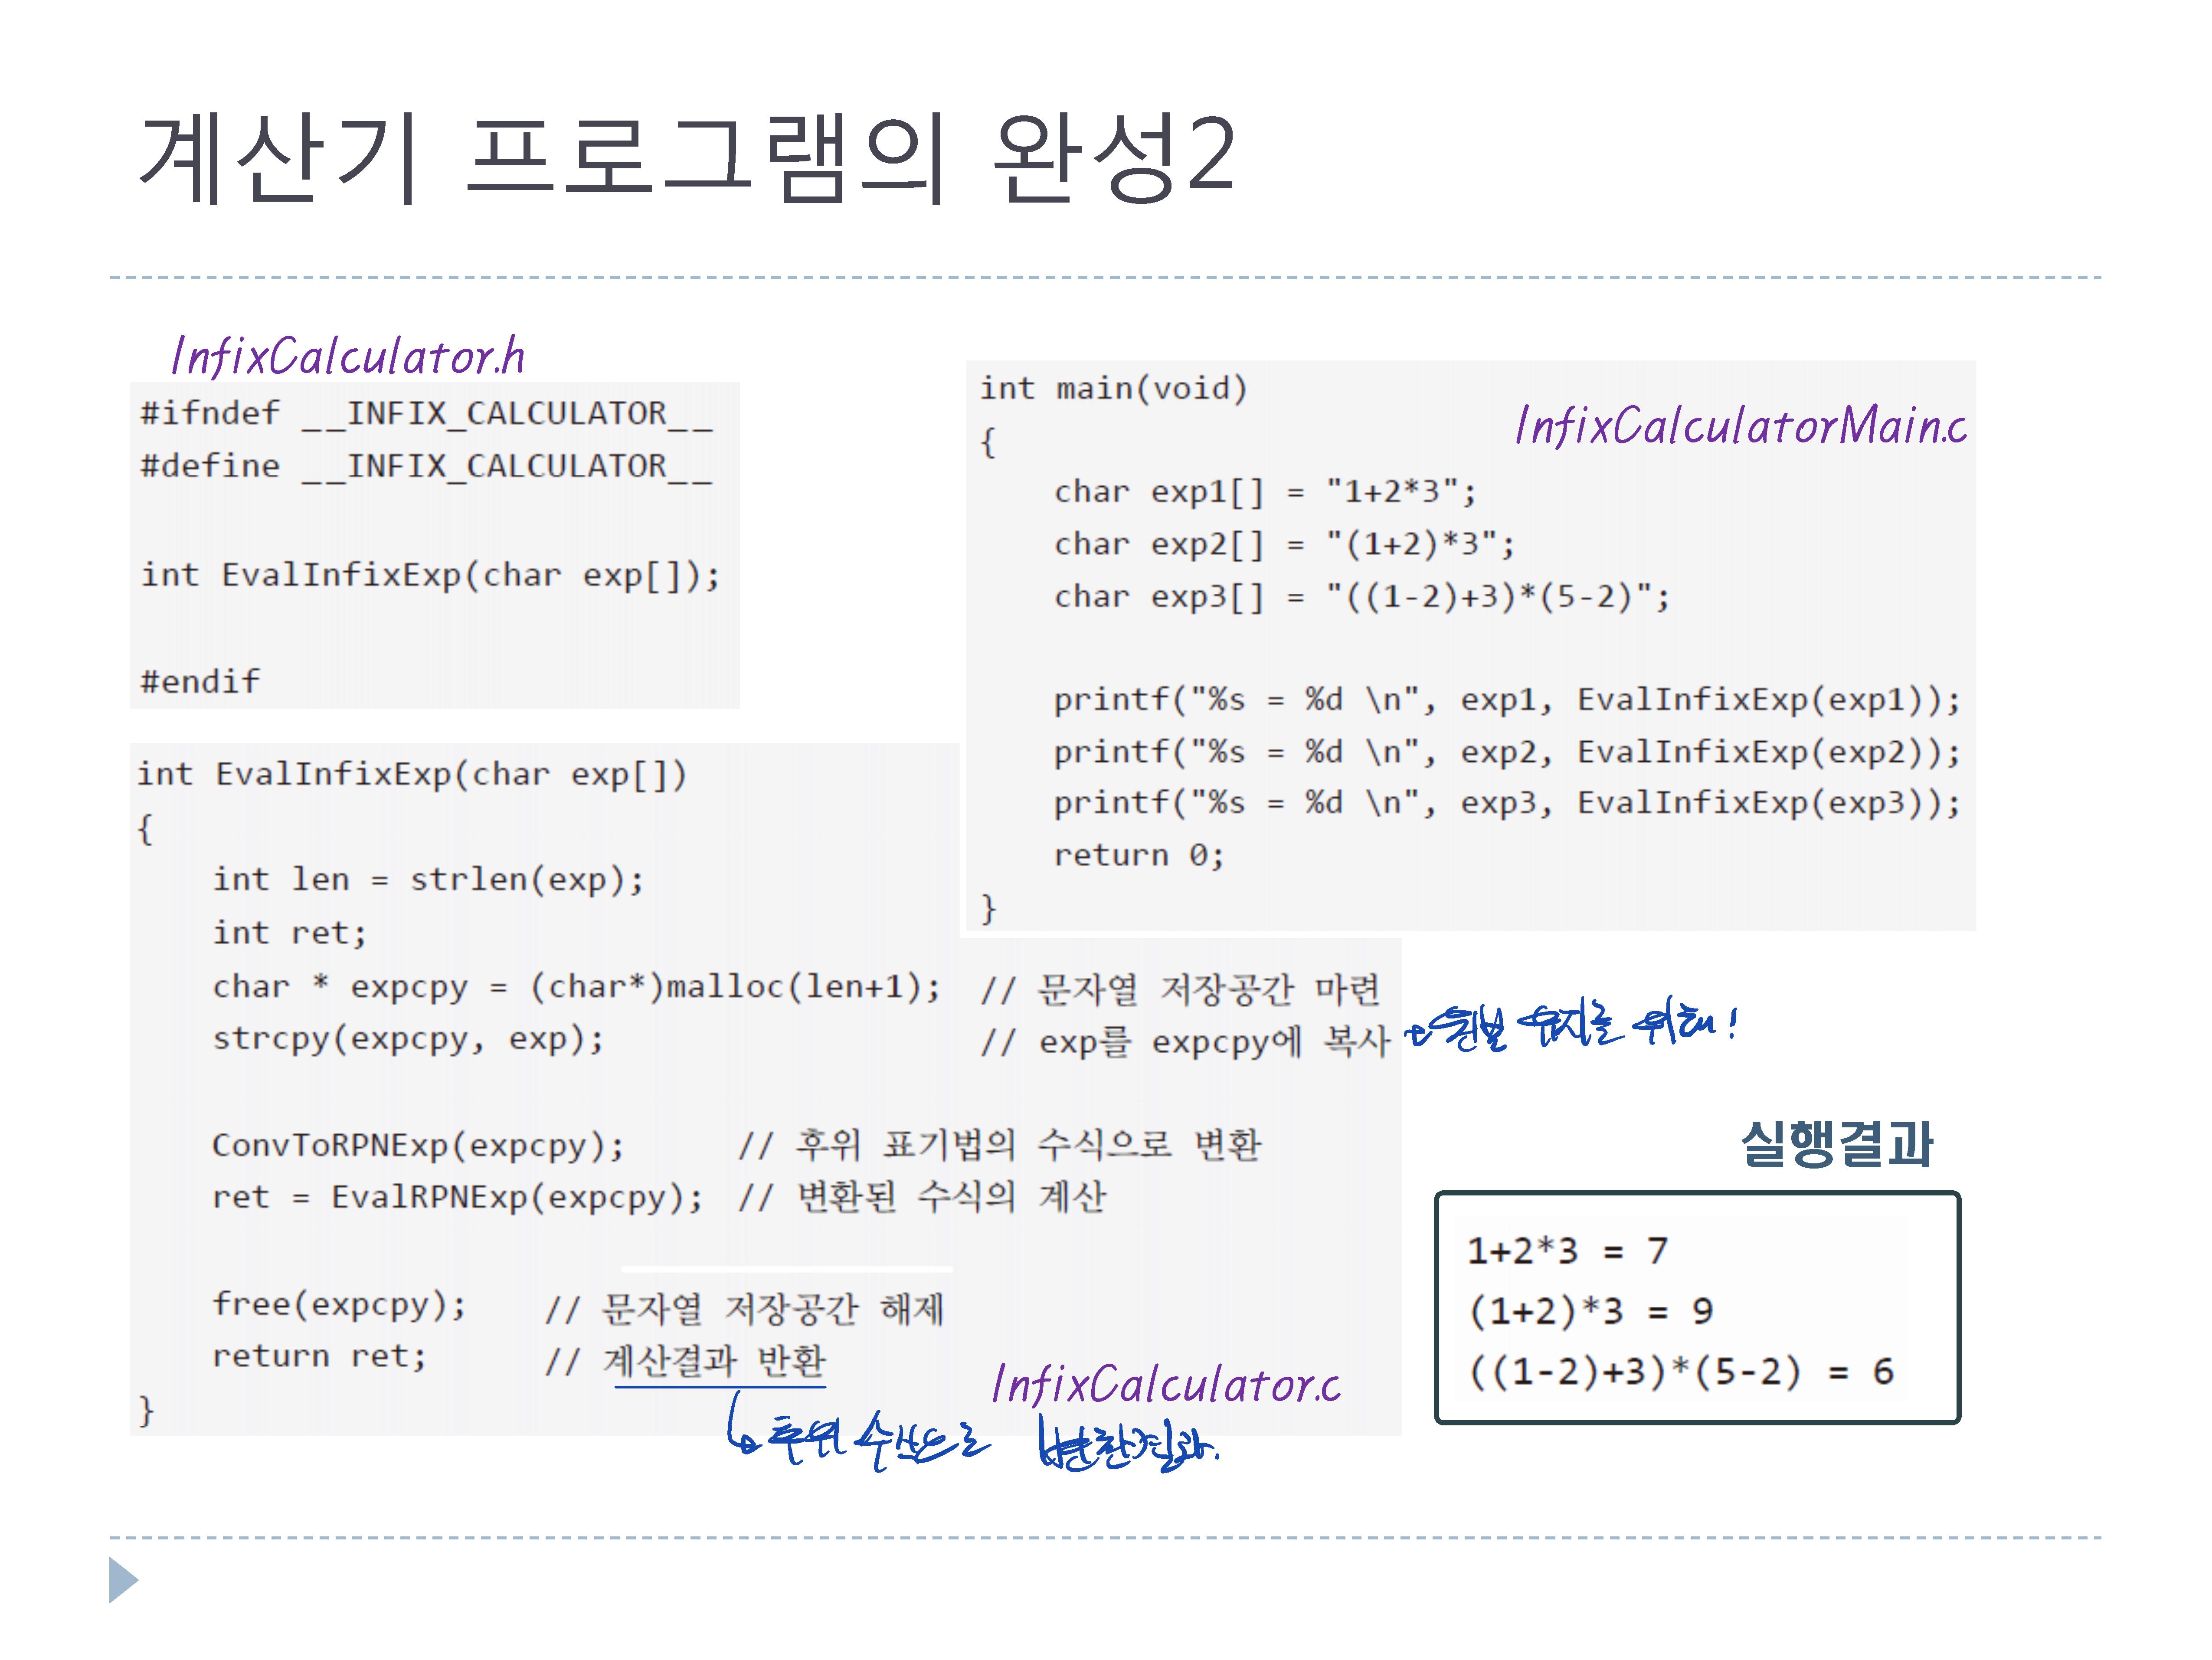 계산기 프로그램의 완성2
InfixCalculator.h
#ifndef __INFIX_CALCULATOR__
#define __INFIX_CALCULATOR__
int EvalInfixExp(char exp[]);
#endif
int main(void)
InfixCalculatorMain.c
{
char exp1[] = "1+2*3";
char exp2[] = "(1+2)*3";
char exp3[] = "((1-2)+3)*(5-2)";
printf("%s = %d \n", exp1, EvalInfixExp(exp1));
printf("%s = %d \n", exp2, EvalInfixExp(exp2));
printf("%s = %d \n", exp3, EvalInfixExp(exp3));
return 0;
}
int EvalInfixExp(char exp[])
{
int len = strlen(exp);
int ret;
char * expcpy = (char*)malloc(len+1); // 문자열 저장공간 마련
strcpy(expcpy, exp); // exp를 expcpy에 복사
원본 유지를 위해!
ConvToRPNExp(expcpy); // 후위 표기법의 수식으로 변환
ret = EvalRPNExp(expcpy); // 변환된 수식의 계산
free(expcpy); // 문자열 저장공간 해제
return ret; // 계산결과 반환
}
InfixCalculator.c
후위 수식으로 변환결과.
실행결과
1+2*3 = 7
(1+2)*3 = 9
((1-2)+3)*(5-2) = 6